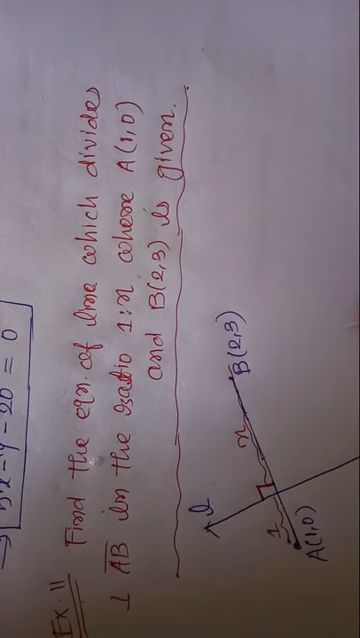 → 5x-y-20 = 0
Ex. 11 Find the eqn. of line which divides
⊥ AB in the ratio 1:n where A(1,0)
and B(2,3) is given.
l
1
n
A(1,0)
B(2,3)